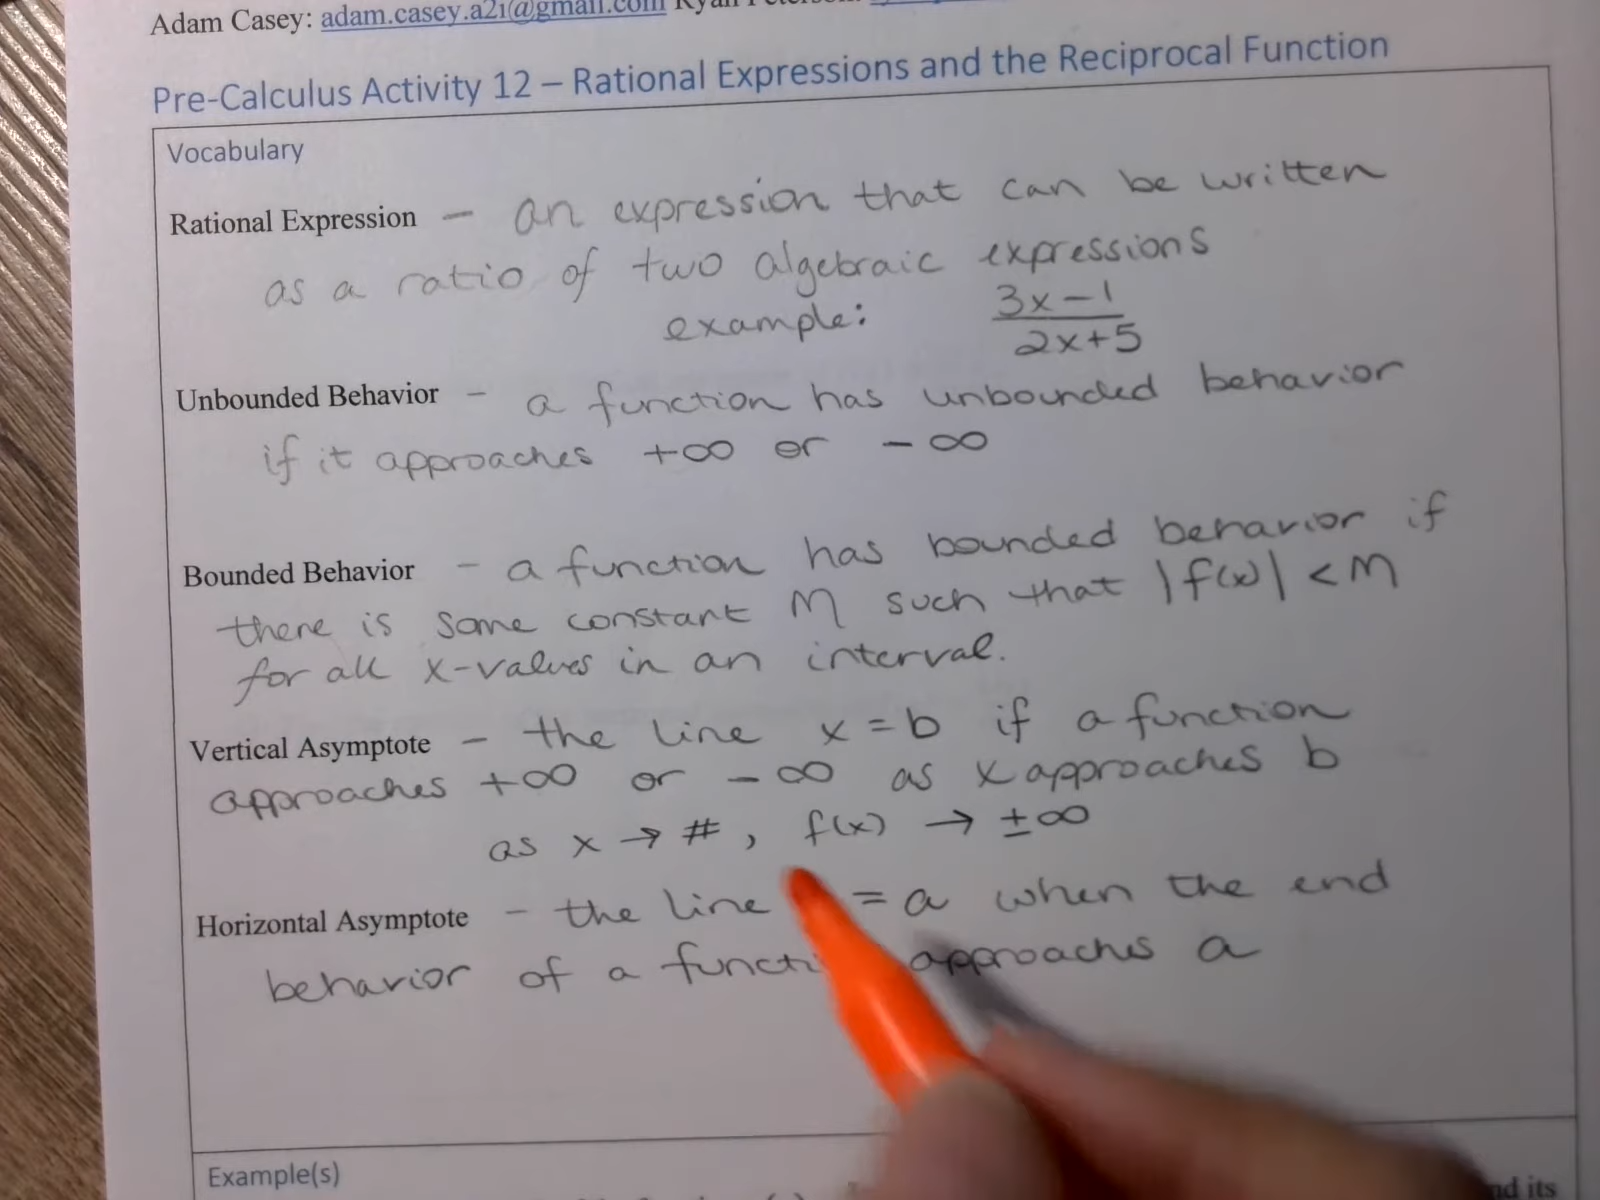 Adam Casey: adam.casey.a21@gmail.com Ryan
Pre-Calculus Activity 12 – Rational Expressions and the Reciprocal Function
Vocabulary
Rational Expression – an expression that can be written
as a ratio of two algebraic expressions
example: 3x-1
2x+5
Unbounded Behavior - a function has unbounded behavior
if it approaches +∞ or -∞
Bounded Behavior - a function has bounded behavior if
there is some constant M such that |f(x)| < M
for all x-values in an interval.
Vertical Asymptote - the line x = b if a function
approaches +∞ or -∞ as x approaches b
as x → #, f(x) → ±∞
Horizontal Asymptote - the line = a when the end
behavior of a functi approaches a
Example(s)
its